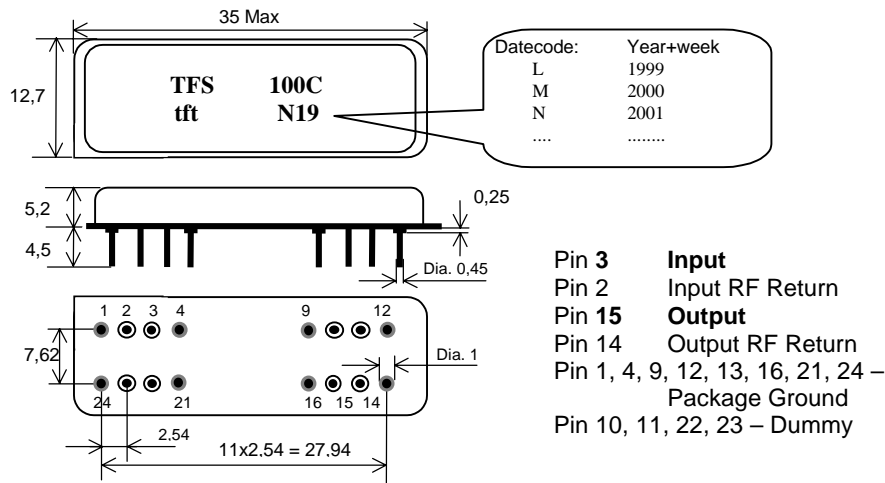 35 Max
12,7
TFS 100C
tft N19
Datecode: Year+week
L 1999
M 2000
N 2001
.... ........
5,2
4,5
0,25
Dia. 0,45
1 2 3 4 9 12
7,62
Dia. 1
24 21 16 15 14
2,54
11x2,54 = 27,94
Pin 3 Input
Pin 2 Input RF Return
Pin 15 Output
Pin 14 Output RF Return
Pin 1, 4, 9, 12, 13, 16, 21, 24 –
Package Ground
Pin 10, 11, 22, 23 – Dummy